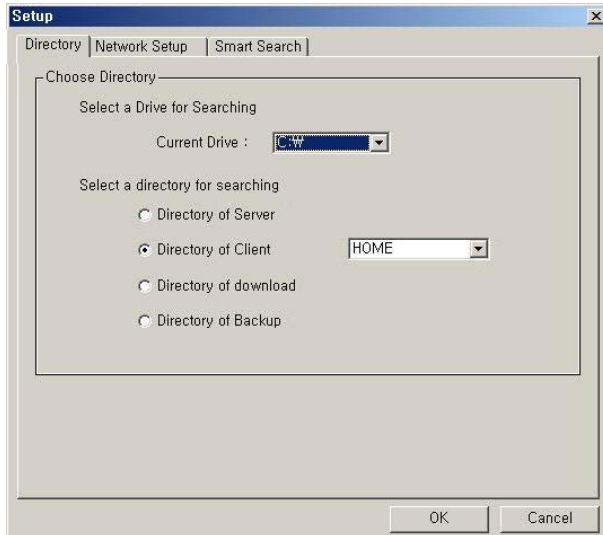 Setup
Directory Network Setup Smart Search
Choose Directory
Select a Drive for Searching
Current Drive : C:₩
Select a directory for searching
Directory of Server
Directory of Client HOME
Directory of download
Directory of Backup
OK Cancel